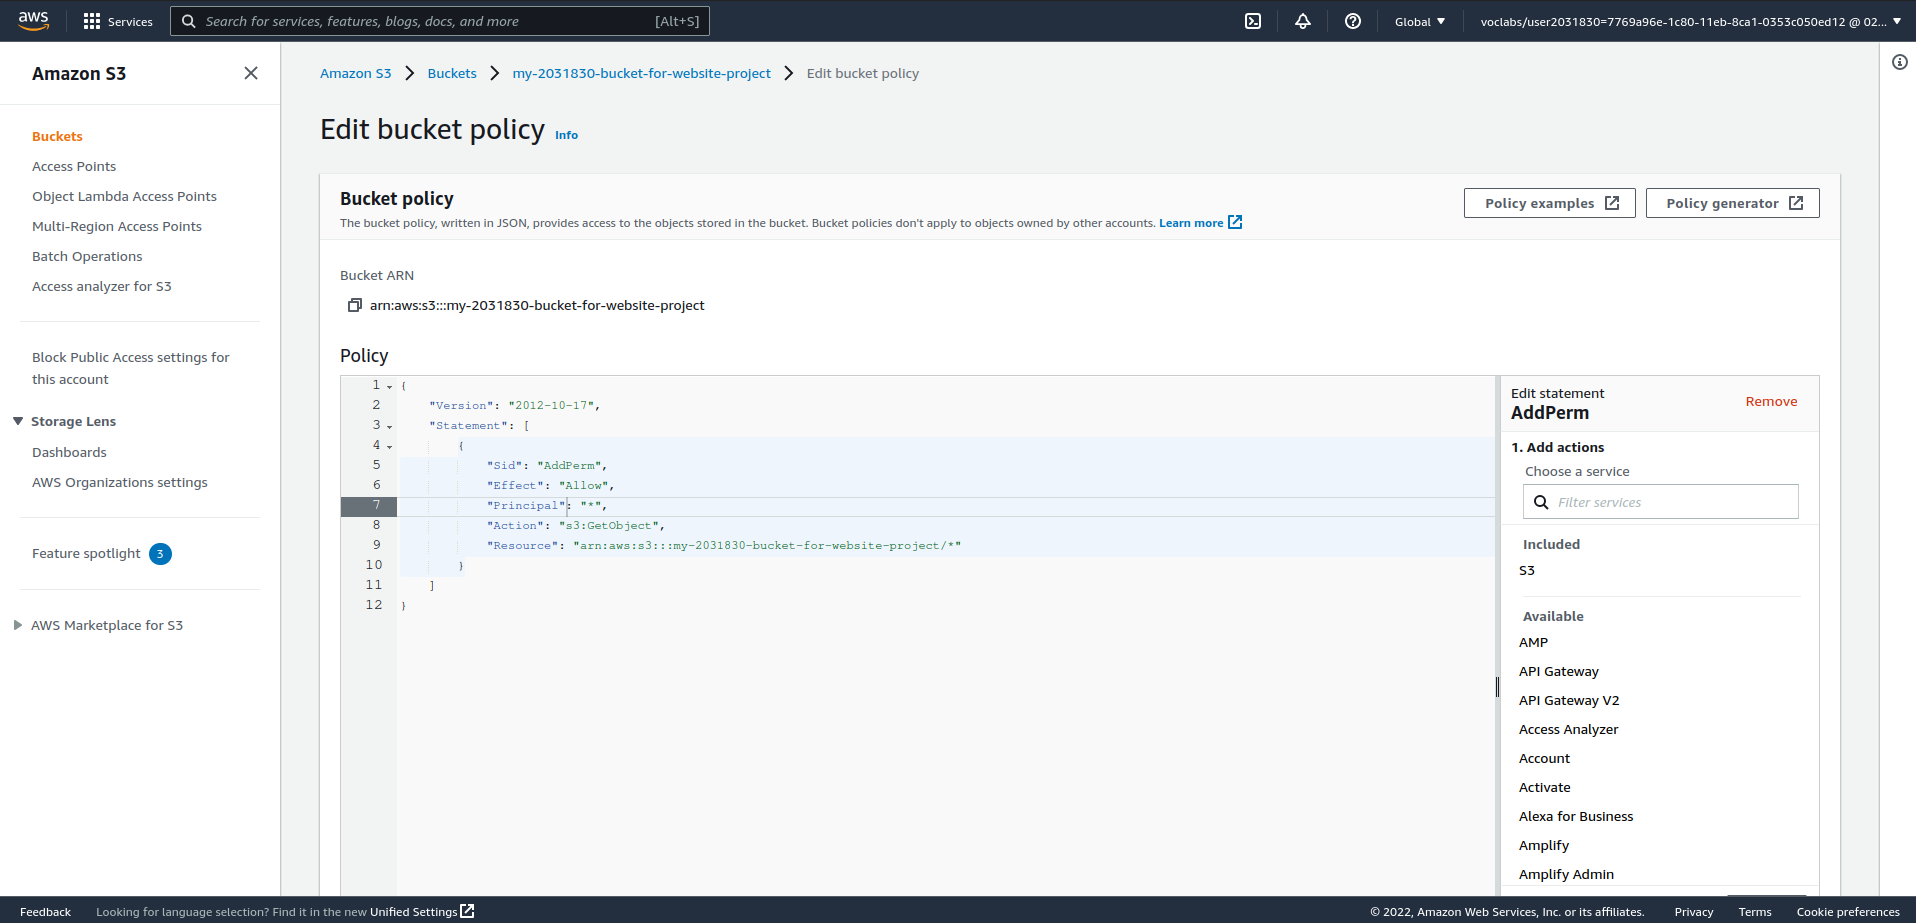 aws
Services
Search for services, features, blogs, docs, and more [Alt+S]
Global
voclabs/user2031830=7769a96e-1c80-11eb-8ca1-0353c050ed12 @ 02...
Amazon S3
Buckets
Access Points
Object Lambda Access Points
Multi-Region Access Points
Batch Operations
Access analyzer for S3
Block Public Access settings for
this account
Storage Lens
Dashboards
AWS Organizations settings
Feature spotlight 3
AWS Marketplace for S3
Amazon S3 > Buckets > my-2031830-bucket-for-website-project > Edit bucket policy
Edit bucket policy Info
Bucket policy
The bucket policy, written in JSON, provides access to the objects stored in the bucket. Bucket policies don't apply to objects owned by other accounts. Learn more
Policy examples
Policy generator
Bucket ARN
arn:aws:s3:::my-2031830-bucket-for-website-project
Policy
1 {
2 "Version": "2012-10-17",
3 "Statement": [
4 {
5 "Sid": "AddPerm",
6 "Effect": "Allow",
7 "Principal": "*",
8 "Action": "s3:GetObject",
9 "Resource": "arn:aws:s3:::my-2031830-bucket-for-website-project/*"
10 }
11 ]
12 }
Edit statement
AddPerm
Remove
1. Add actions
Choose a service
Filter services
Included
S3
Available
AMP
API Gateway
API Gateway V2
Access Analyzer
Account
Activate
Alexa for Business
Amplify
Amplify Admin
Feedback
Looking for language selection? Find it in the new Unified Settings
© 2022, Amazon Web Services, Inc. or its affiliates.
Privacy
Terms
Cookie preferences